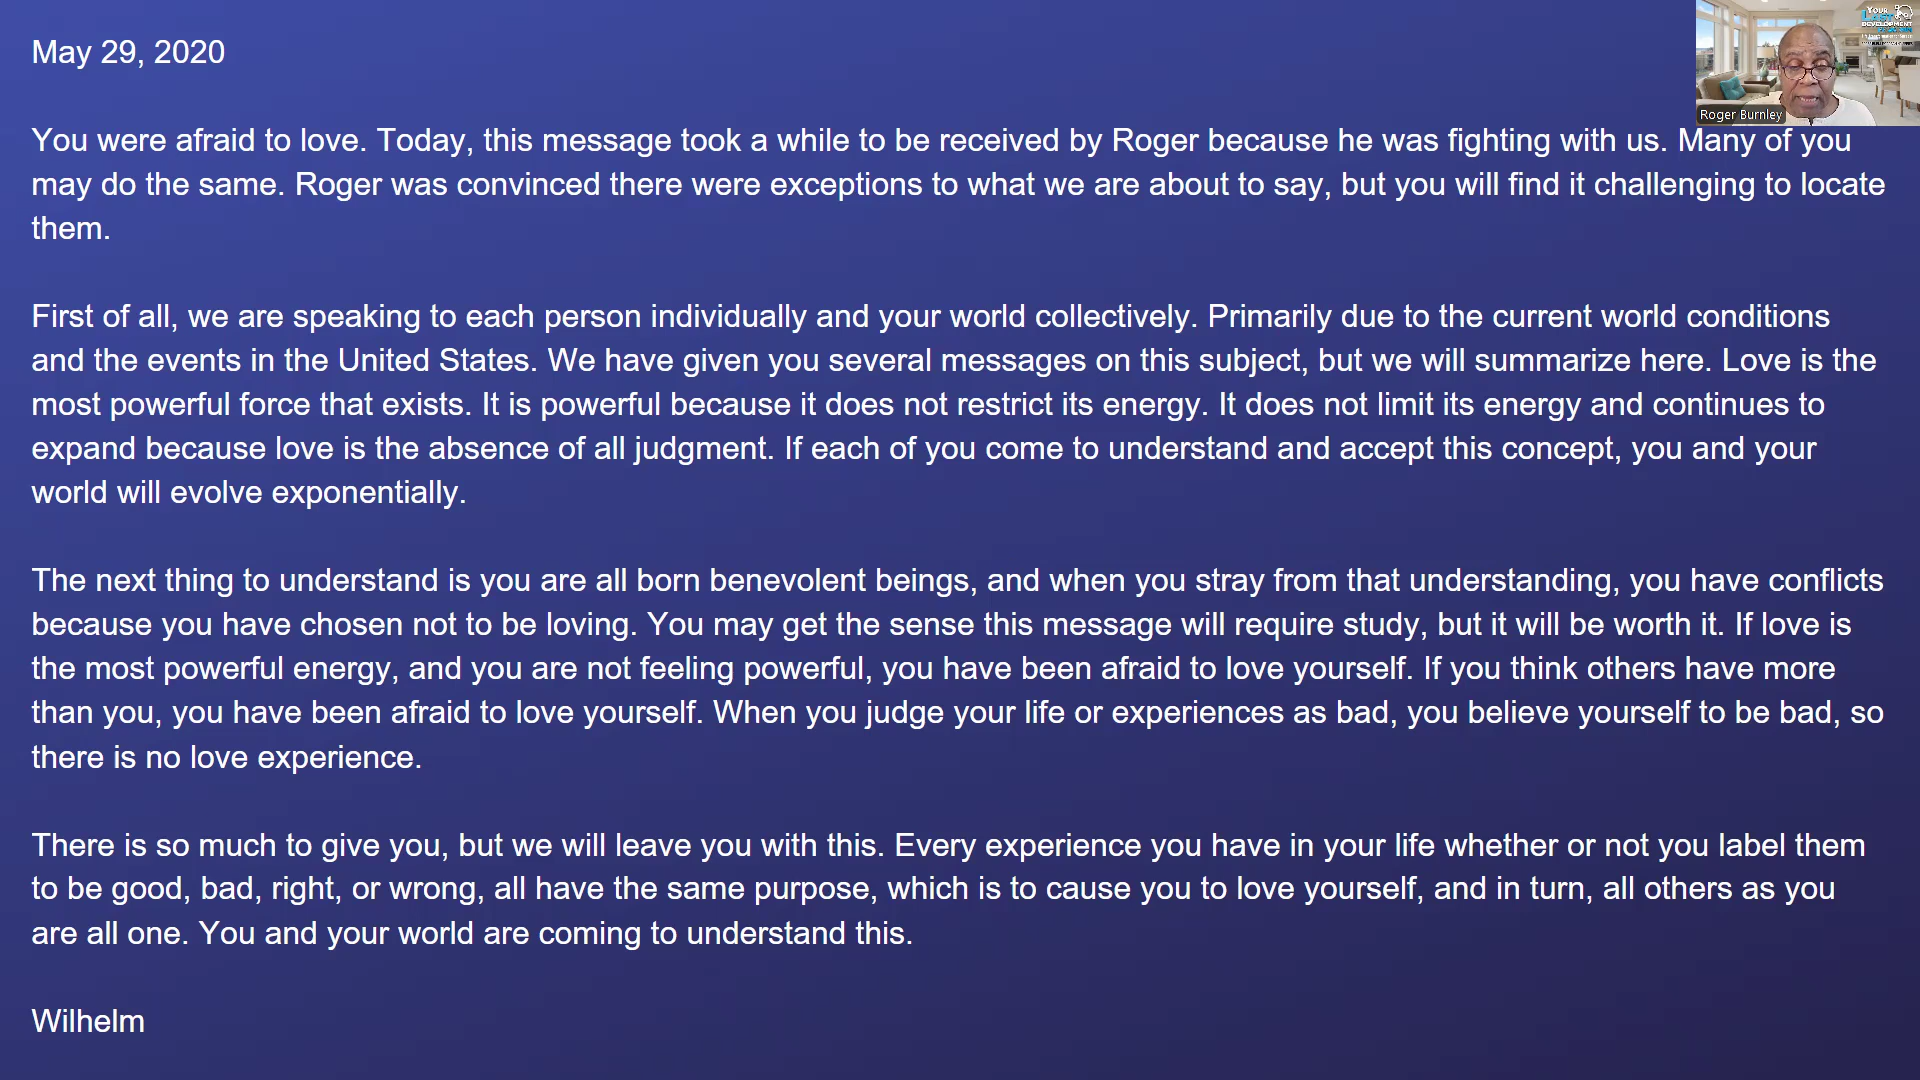 May 29, 2020
You were afraid to love. Today, this message took a while to be received by Roger because he was fighting with us. Many of you
may do the same. Roger was convinced there were exceptions to what we are about to say, but you will find it challenging to locate
them.
First of all, we are speaking to each person individually and your world collectively. Primarily due to the current world conditions
and the events in the United States. We have given you several messages on this subject, but we will summarize here. Love is the
most powerful force that exists. It is powerful because it does not restrict its energy. It does not limit its energy and continues to
expand because love is the absence of all judgment. If each of you come to understand and accept this concept, you and your
world will evolve exponentially.
The next thing to understand is you are all born benevolent beings, and when you stray from that understanding, you have conflicts
because you have chosen not to be loving. You may get the sense this message will require study, but it will be worth it. If love is
the most powerful energy, and you are not feeling powerful, you have been afraid to love yourself. If you think others have more
than you, you have been afraid to love yourself. When you judge your life or experiences as bad, you believe yourself to be bad, so
there is no love experience.
There is so much to give you, but we will leave you with this. Every experience you have in your life whether or not you label them
to be good, bad, right, or wrong, all have the same purpose, which is to cause you to love yourself, and in turn, all others as you
are all one. You and your world are coming to understand this.
Wilhelm
YOUR
LAST
DEVELOPMENT
Roger Burnley